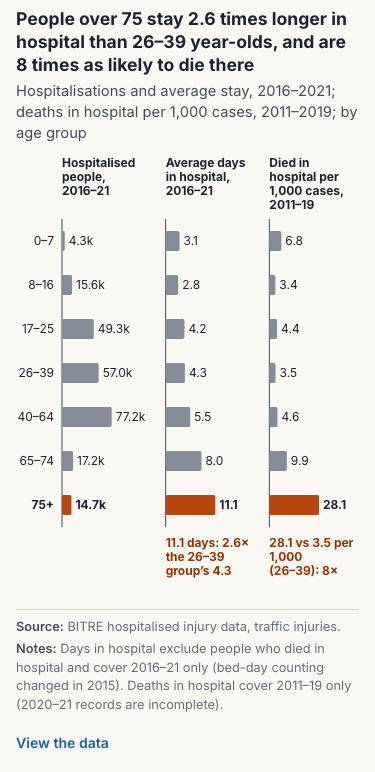 People over 75 stay 2.6 times longer in
hospital than 26–39 year-olds, and are
8 times as likely to die there
Hospitalisations and average stay, 2016–2021;
deaths in hospital per 1,000 cases, 2011–2019; by
age group
Hospitalised
people,
2016–21
Average days
in hospital,
2016–21
Died in
hospital per
1,000 cases,
2011–19
0–7 4.3k 3.1 6.8
8–16 15.6k 2.8 3.4
17–25 49.3k 4.2 4.4
26–39 57.0k 4.3 3.5
40–64 77.2k 5.5 4.6
65–74 17.2k 8.0 9.9
75+ 14.7k 11.1 28.1
11.1 days: 2.6×
the 26–39
group’s 4.3
28.1 vs 3.5 per
1,000
(26–39): 8×
Source: BITRE hospitalised injury data, traffic injuries.
Notes: Days in hospital exclude people who died in
hospital and cover 2016–21 only (bed-day counting
changed in 2015). Deaths in hospital cover 2011–19 only
(2020–21 records are incomplete).
View the data